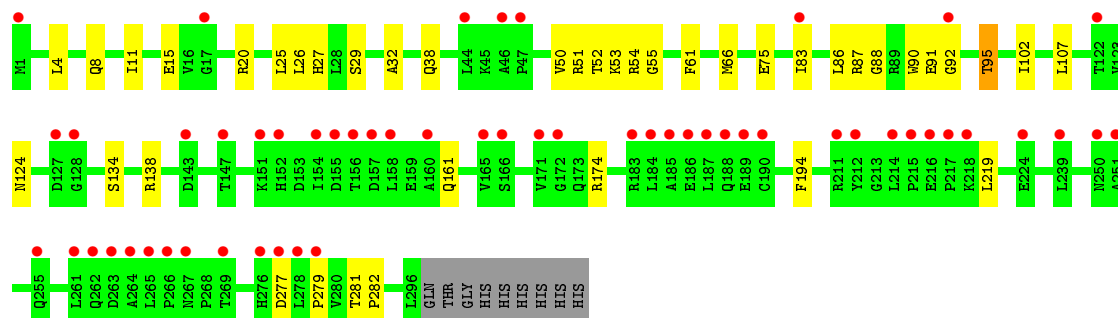 M1 L4 Q8 I11 E15 V16 G17 R20 L25 L26 H27 L28 S29 A32 Q38 L44 K45 A46 P47 V50 R51 T52 K53 R54 G55 F61 M66 E75 I83 L86 R87 G88 R89 W90 E91 G92 T95 I102 L107 T122 V123
N124 D127 G128 S134 R138 D143 T147 K151 H152 D153 I154 D155 T156 D157 L158 E159 A160 Q161 V165 S166 V171 G172 Q173 R174 R183 L184 A185 E186 L187 Q188 E189 C190 F194 R211 Y212 G213 L214 P215 E216 P217 K218 L219 E224 L239 N250 A251
Q255 L261 Q262 D263 A264 L265 P266 N267 P268 T269 H276 D277 L278 P279 V280 T281 P282 L296 GLN THR GLY HIS HIS HIS HIS HIS HIS